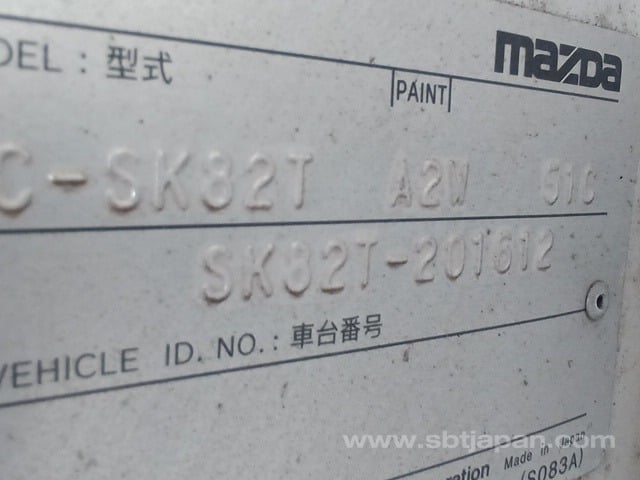 mazda
DEL : 型式
PAINT
C-SK82T A2W 51C
SK82T-201612
VEHICLE ID. NO. : 車台番号
www.sbtjapan.com
ration Made in Japan
(S083A)